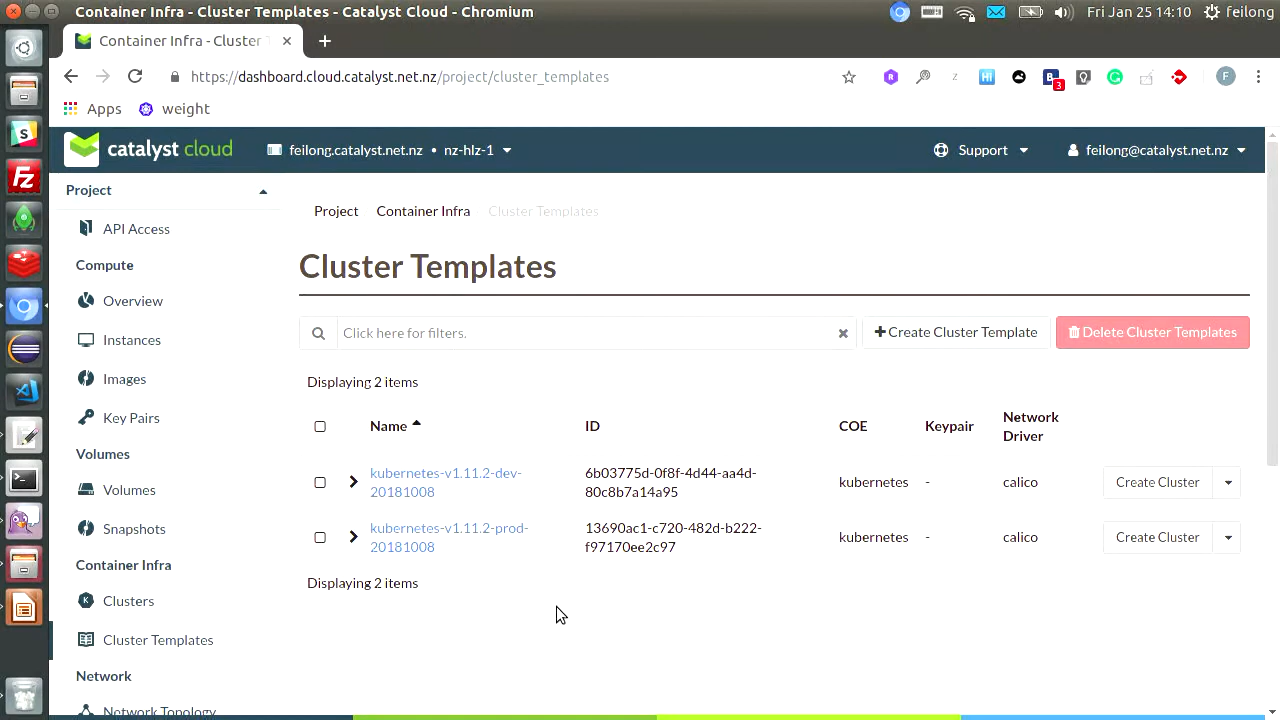 Container Infra - Cluster Templates - Catalyst Cloud - Chromium
Fri Jan 25 14:10
feilong
Container Infra - Cluster T
https://dashboard.cloud.catalyst.net.nz/project/cluster_templates
Hi
B
3
F
Apps
weight
catalyst cloud
feilong.catalyst.net.nz • nz-hlz-1
Support
feilong@catalyst.net.nz
Project
API Access
Compute
Overview
Instances
Images
Key Pairs
Volumes
Volumes
Snapshots
Container Infra
Clusters
Cluster Templates
Network
Network Topology
Project
Container Infra
Cluster Templates
Cluster Templates
Click here for filters.
Create Cluster Template
Delete Cluster Templates
Displaying 2 items
Name
ID
COE
Keypair
Network
Driver
kubernetes-v1.11.2-dev-
20181008
6b03775d-0f8f-4d44-aa4d-
80c8b7a14a95
kubernetes
-
calico
Create Cluster
kubernetes-v1.11.2-prod-
20181008
13690ac1-c720-482d-b222-
f97170ee2c97
kubernetes
-
calico
Create Cluster
Displaying 2 items